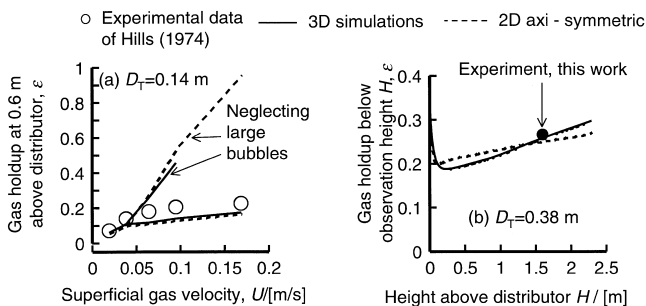 Experimental data
of Hills (1974)
3D simulations
2D axi - symmetric
Gas holdup at 0.6 m
above distributor, ε
1
0.8
0.6
0.4
0.2
0
(a) D_T=0.14 m
Neglecting
large
bubbles
0 0.05 0.1 0.15 0.2
Superficial gas velocity, U/[m/s]
Gas holdup below
observation height H, ε
0.4
0.3
0.2
0.1
0
Experiment, this work
(b) D_T=0.38 m
0 0.5 1 1.5 2 2.5
Height above distributor H / [m]